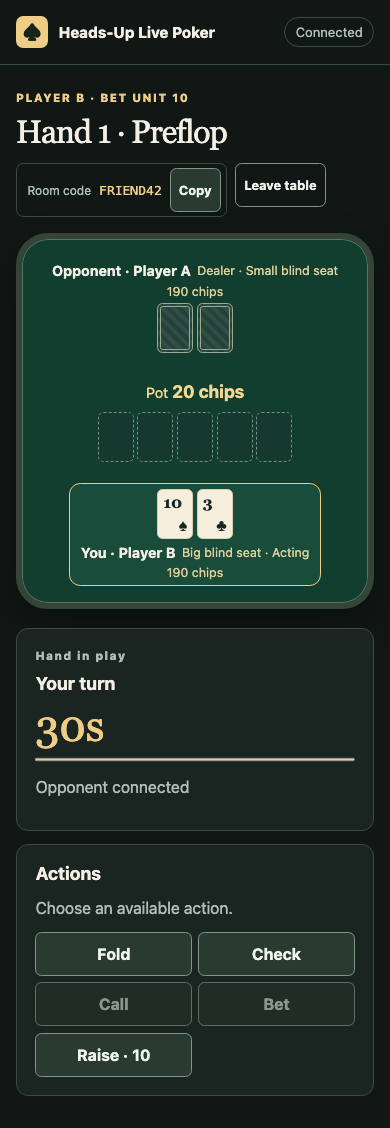 Heads-Up Live Poker
Connected
PLAYER B · BET UNIT 10
Hand 1 · Preflop
Room code FRIEND42
Copy
Leave table
Opponent · Player A Dealer · Small blind seat
190 chips
Pot 20 chips
10 3
You · Player B Big blind seat · Acting
190 chips
Hand in play
Your turn
30s
Opponent connected
Actions
Choose an available action.
Fold
Check
Call
Bet
Raise · 10